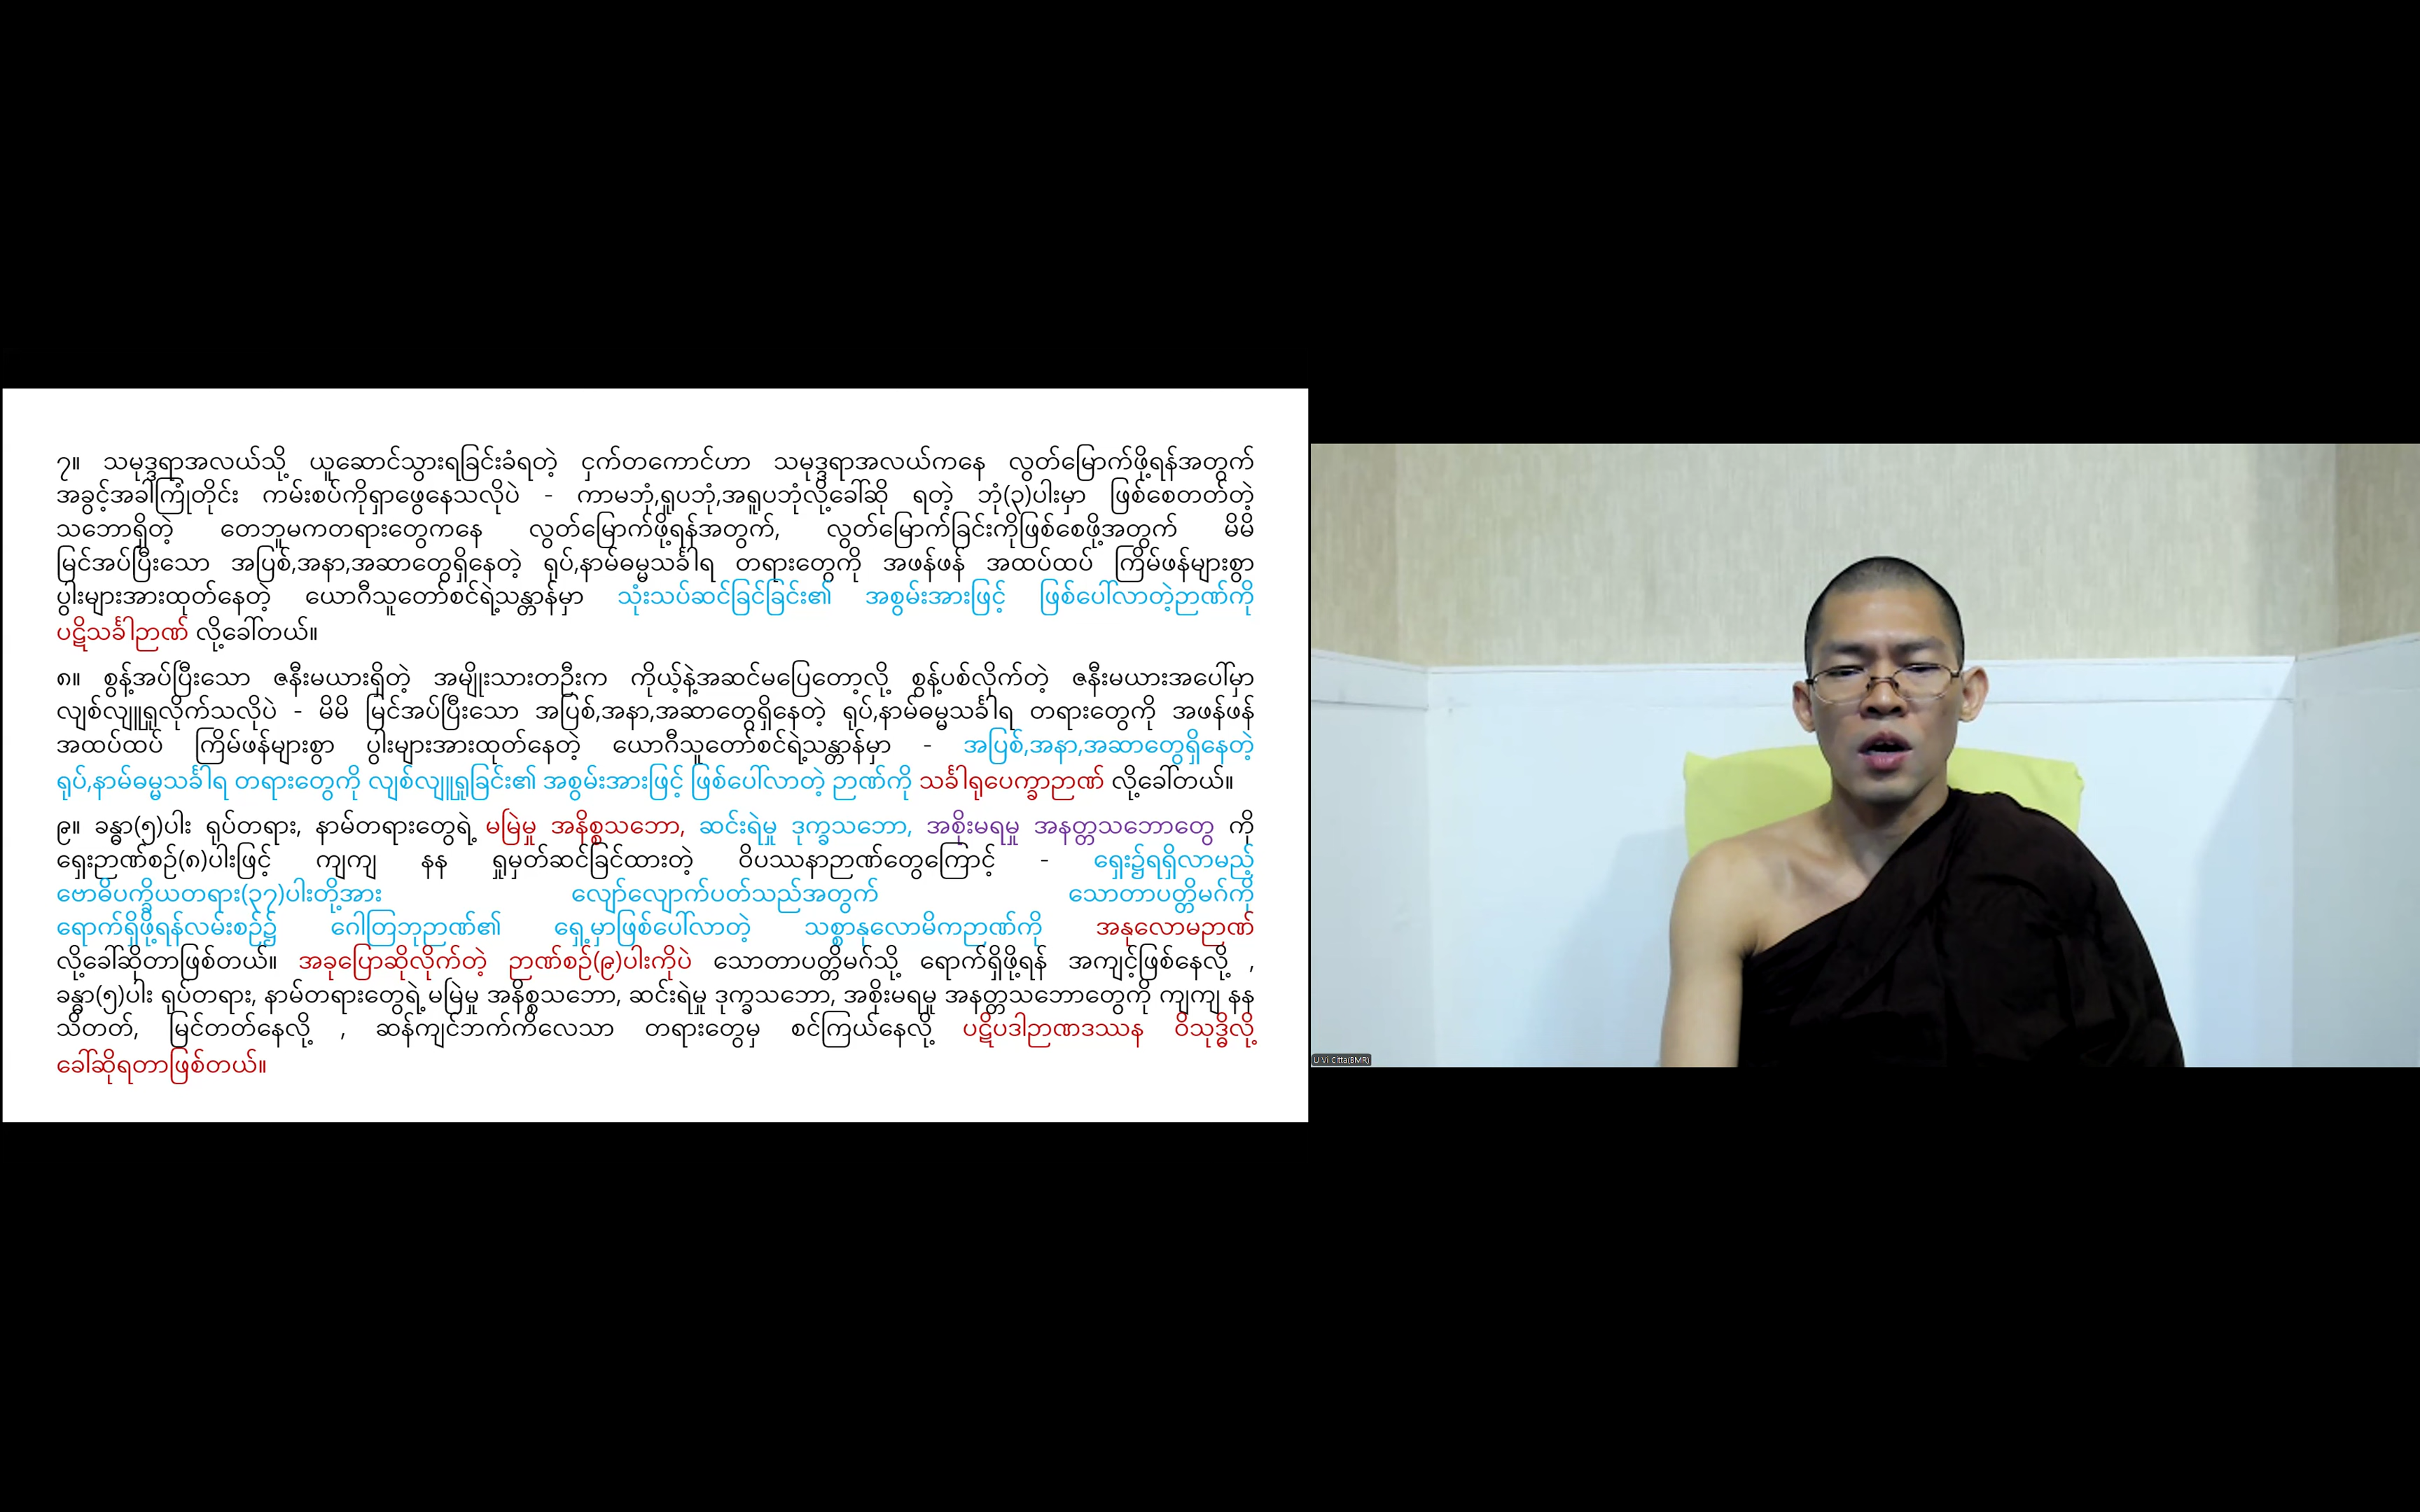 ၇။ သမုဒ္ဒရာအလယ်သို့ ယူဆောင်သွားရခြင်းခံရတဲ့ ငှက်တကောင်ဟာ သမုဒ္ဒရာအလယ်ကနေ လွတ်မြောက်ဖို့ရန်အတွက်
အခွင့်အခါကြုံတိုင်း ကမ်းစပ်ကိုရှာဖွေနေသလိုပဲ - ကာမဘုံ,ရူပဘုံ,အရူပဘုံလို့ခေါ်ဆို ရတဲ့ ဘုံ(၃)ပါးမှာ ဖြစ်စေတတ်တဲ့
သဘောရှိတဲ့ တေဘူမကတရားတွေကနေ လွတ်မြောက်ဖို့ရန်အတွက်, လွတ်မြောက်ခြင်းကိုဖြစ်စေဖို့အတွက် မိမိ
မြင်အပ်ပြီးသော အပြစ်,အနာ,အဆာတွေရှိနေတဲ့ ရုပ်,နာမ်ဓမ္မသင်္ခါရ တရားတွေကို အဖန်ဖန် အထပ်ထပ် ကြိမ်ဖန်များစွာ
ပွါးများအားထုတ်နေတဲ့ ယောဂီသူတော်စင်ရဲ့သန္တာန်မှာ သုံးသပ်ဆင်ခြင်ခြင်း၏ အစွမ်းအားဖြင့် ဖြစ်ပေါ်လာတဲ့ဉာဏ်ကို
ပဋိသင်္ခါဉာဏ် လို့ခေါ်တယ်။
၈။ စွန့်အပ်ပြီးသော ဇနီးမယားရှိတဲ့ အမျိုးသားတဦးက ကိုယ့်နဲ့အဆင်မပြေတော့လို့ စွန့်ပစ်လိုက်တဲ့ ဇနီးမယားအပေါ်မှာ
လျစ်လျူရှုလိုက်သလိုပဲ - မိမိ မြင်အပ်ပြီးသော အပြစ်,အနာ,အဆာတွေရှိနေတဲ့ ရုပ်,နာမ်ဓမ္မသင်္ခါရ တရားတွေကို အဖန်ဖန်
အထပ်ထပ် ကြိမ်ဖန်များစွာ ပွါးများအားထုတ်နေတဲ့ ယောဂီသူတော်စင်ရဲ့သန္တာန်မှာ - အပြစ်,အနာ,အဆာတွေရှိနေတဲ့
ရုပ်,နာမ်ဓမ္မသင်္ခါရ တရားတွေကို လျစ်လျူရှုခြင်း၏ အစွမ်းအားဖြင့် ဖြစ်ပေါ်လာတဲ့ ဉာဏ်ကို သင်္ခါရုပေက္ခာဉာဏ် လို့ခေါ်တယ်။
၉။ ခန္ဓာ(၅)ပါး ရုပ်တရား, နာမ်တရားတွေရဲ့ မမြဲမှု အနိစ္စသဘော, ဆင်းရဲမှု ဒုက္ခသဘော, အစိုးမရမှု အနတ္တသဘောတွေ ကို
ရှေးဉာဏ်စဉ်(၈)ပါးဖြင့် ကျကျ နန ရှုမှတ်ဆင်ခြင်ထားတဲ့ ဝိပဿနာဉာဏ်တွေကြောင့် - ရှေး၌ရရှိလာမည့်
ဗောဓိပက္ခိယတရား(၃၇)ပါးတို့အား လျော်လျောက်ပတ်သည်အတွက် သောတာပတ္တိမဂ်ကို
ရောက်ရှိဖို့ရန်လမ်းစဉ်၌ ဂေါတြဘုဉာဏ်၏ ရှေ့မှာဖြစ်ပေါ်လာတဲ့ သစ္စာနုလောမိကဉာဏ်ကို အနုလောမဉာဏ်
လို့ခေါ်ဆိုတာဖြစ်တယ်။ အခုပြောဆိုလိုက်တဲ့ ဉာဏ်စဉ်(၉)ပါးကိုပဲ သောတာပတ္တိမဂ်သို့ ရောက်ရှိဖို့ရန် အကျင့်ဖြစ်နေလို့ ,
ခန္ဓာ(၅)ပါး ရုပ်တရား, နာမ်တရားတွေရဲ့ မမြဲမှု အနိစ္စသဘော, ဆင်းရဲမှု ဒုက္ခသဘော, အစိုးမရမှု အနတ္တသဘောတွေကို ကျကျ နန
သိတတ်, မြင်တတ်နေလို့ , ဆန့်ကျင်ဘက်ကိလေသာ တရားတွေမှ စင်ကြယ်နေလို့ ပဋိပဒါဉာဏဒဿန ဝိသုဒ္ဓိလို့
ခေါ်ဆိုရတာဖြစ်တယ်။
U Vi Citta(BMR)